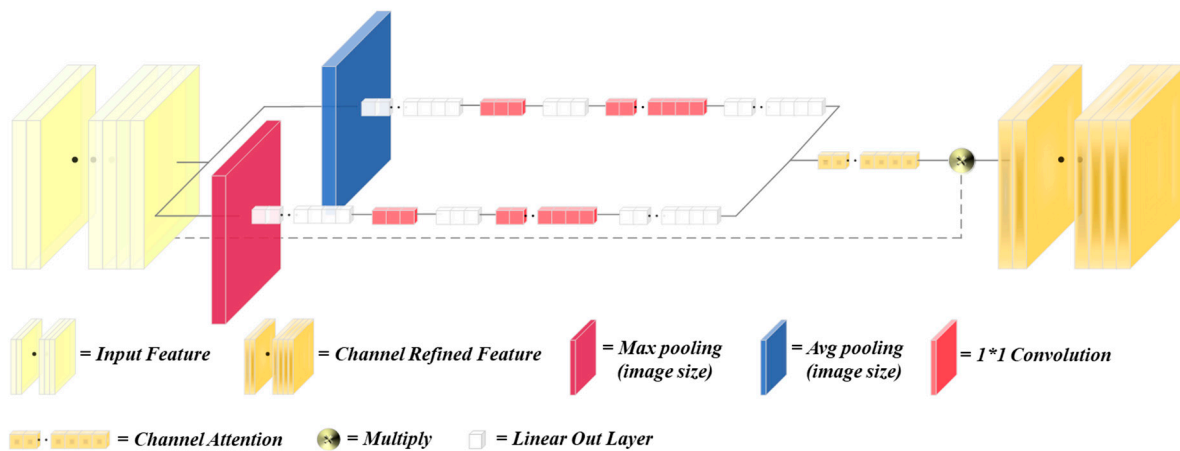 = Input Feature
= Channel Refined Feature
= Max pooling
(image size)
= Avg pooling
(image size)
= 1*1 Convolution
= Channel Attention
= Multiply
= Linear Out Layer